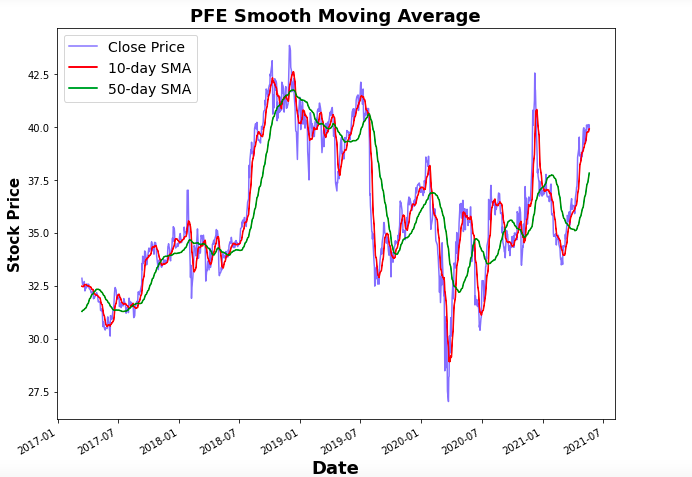 PFE Smooth Moving Average
Close Price
10-day SMA
50-day SMA
Stock Price
42.5
40.0
37.5
35.0
32.5
30.0
27.5
2017-01
2017-07
2018-01
2018-07
2019-01
2019-07
2020-01
2020-07
2021-01
2021-07
Date